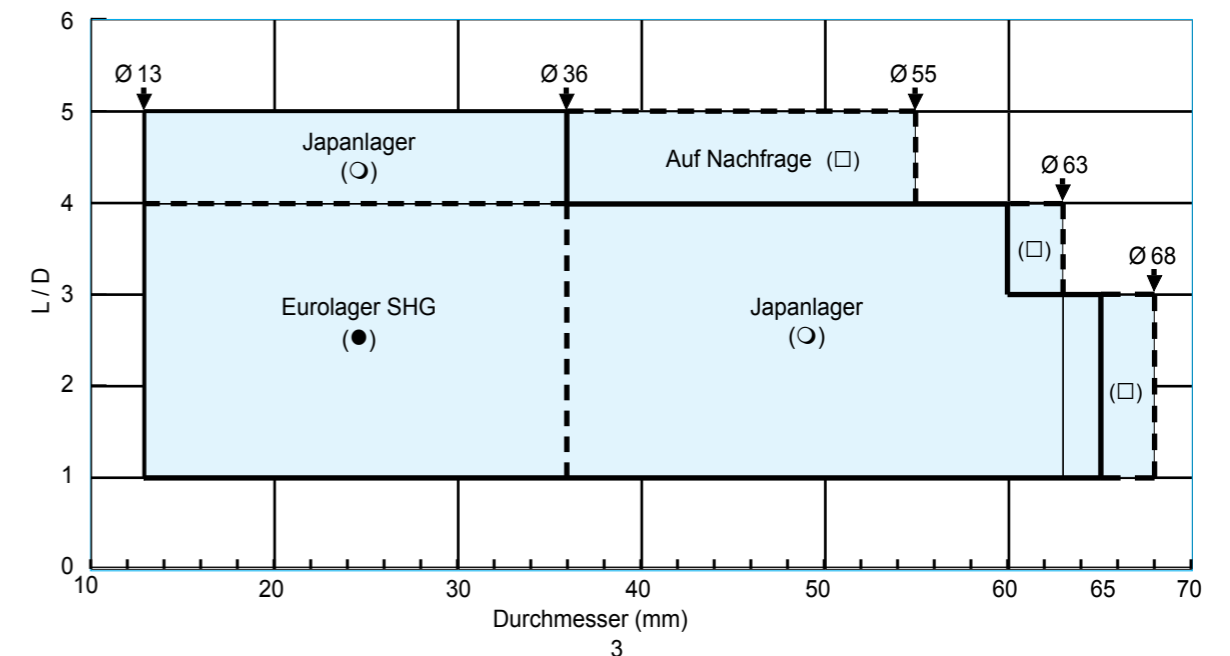 6
Ø 13
Ø 36
Ø 55
5
Japanlager
(❍)
Auf Nachfrage (□)
Ø 63
4
(□)
Ø 68
L / D
3
Eurolager SHG
(●)
Japanlager
(❍)
2
(□)
1
0
10 20 30 40 50 60 65 70
Durchmesser (mm)
3